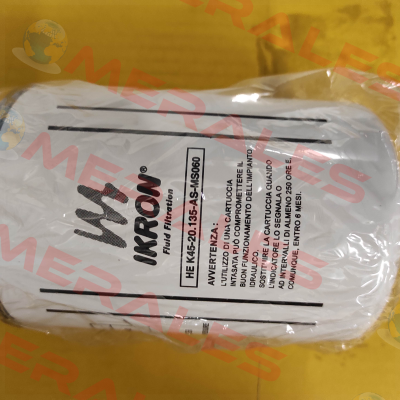 IKRON®
Fluid Filtration
HE K45-20.135-AS-MS060
AVVERTENZA:
L'UTILIZZO DI UNA CARTUCCIA
INTASATA PUÒ COMPROMETTERE IL
BUON FUNZIONAMENTO DELL'IMPIANTO
IDRAULICO.
SOSTITUIRE LA CARTUCCIA QUANDO
L'INDICATORE LO SEGNALA O
AD INTERVALLI DI ALMENO 250 ORE E
COMUNQUE, ENTRO 6 MESI.
MERALES
MERALES
MERALES